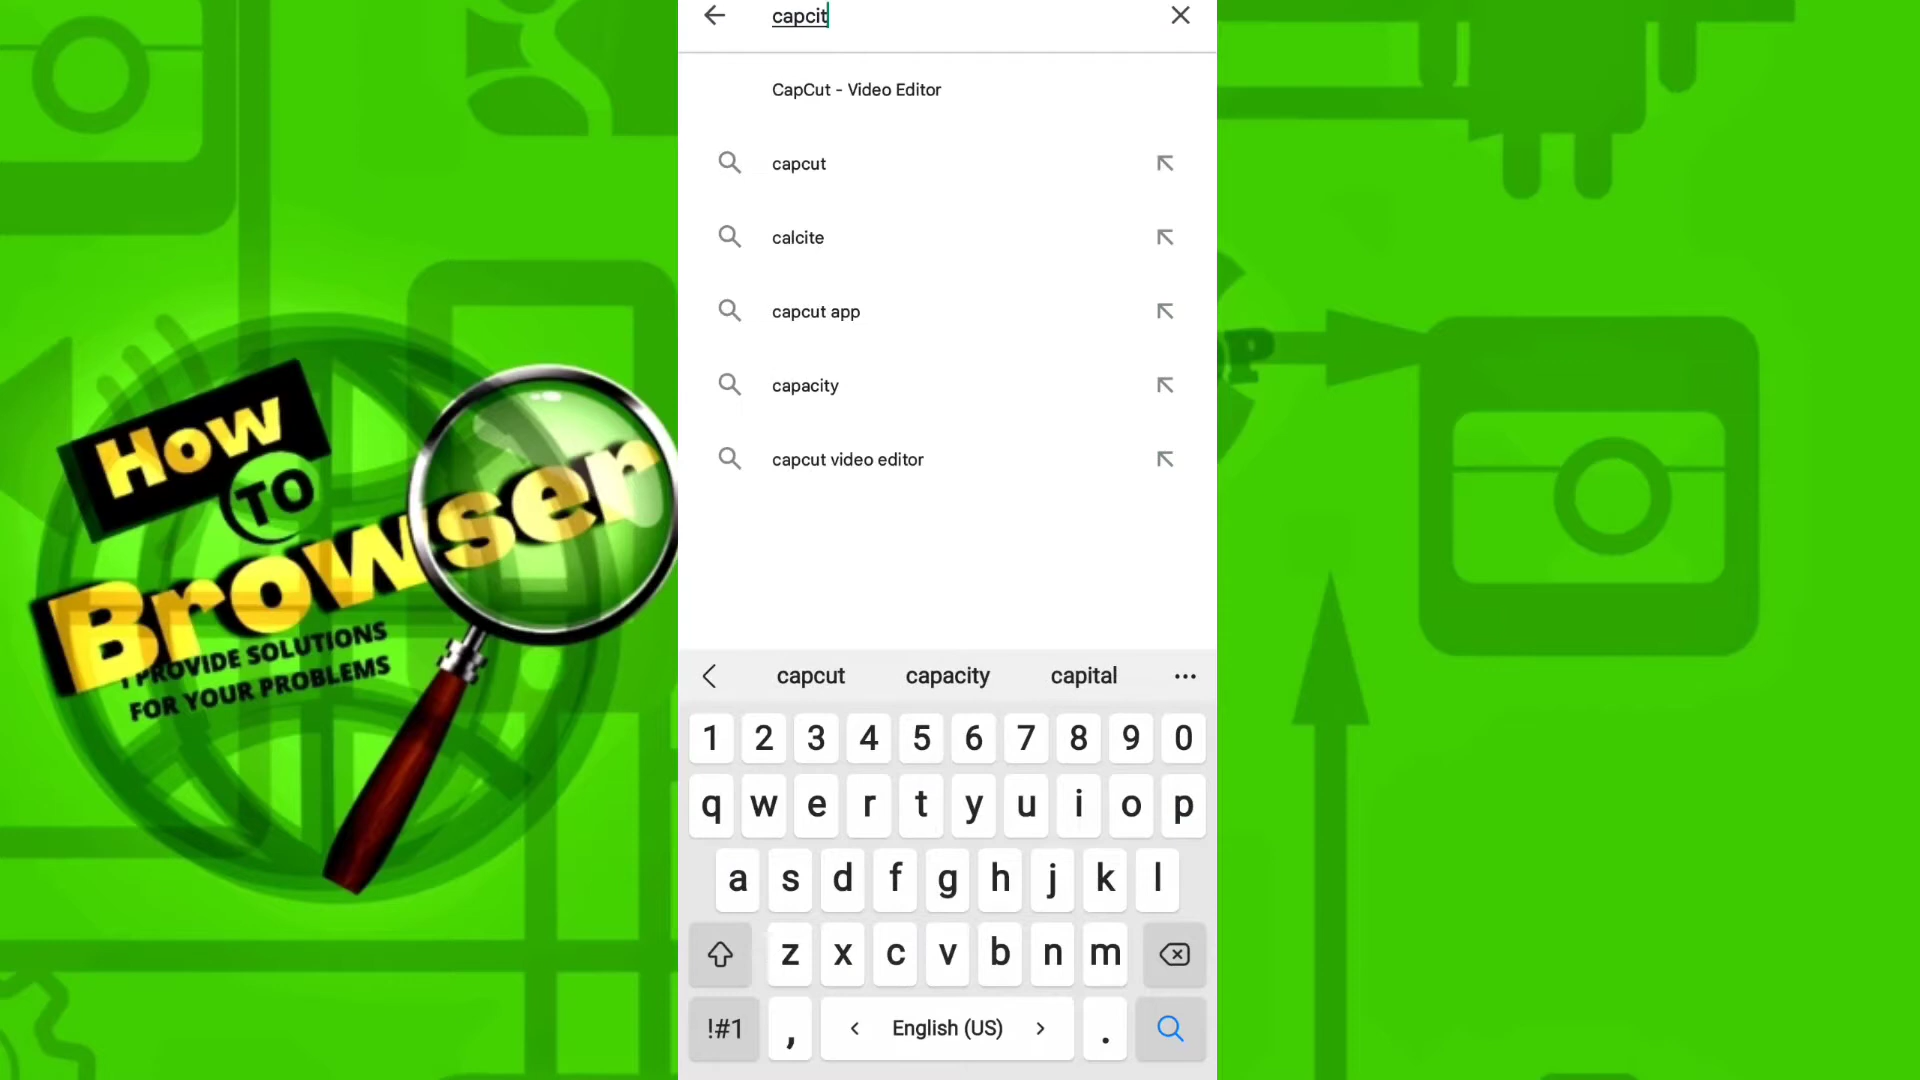 capcit
CapCut - Video Editor
capcut
calcite
capcut app
capacity
capcut video editor
capcut capacity capital ...
1 2 3 4 5 6 7 8 9 0
q w e r t y u i o p
a s d f g h j k l
z x c v b n m
!#1 , < English (US) > .
How
TO
Browser
I PROVIDE SOLUTIONS
FOR YOUR PROBLEMS